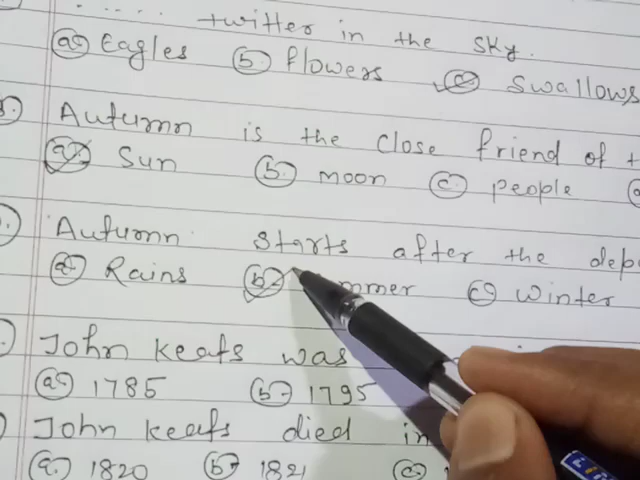 ..... twitter in the sky.
a. Eagles b. flowers c. Swallows
Autumn is the close friend of
a. Sun b. moon c. people
Autumn starts after the
a. Rains b. c. winter
John Keats was
a. 1785 b. 1795
John Keats died in
a. 1820 b. 1821 c.